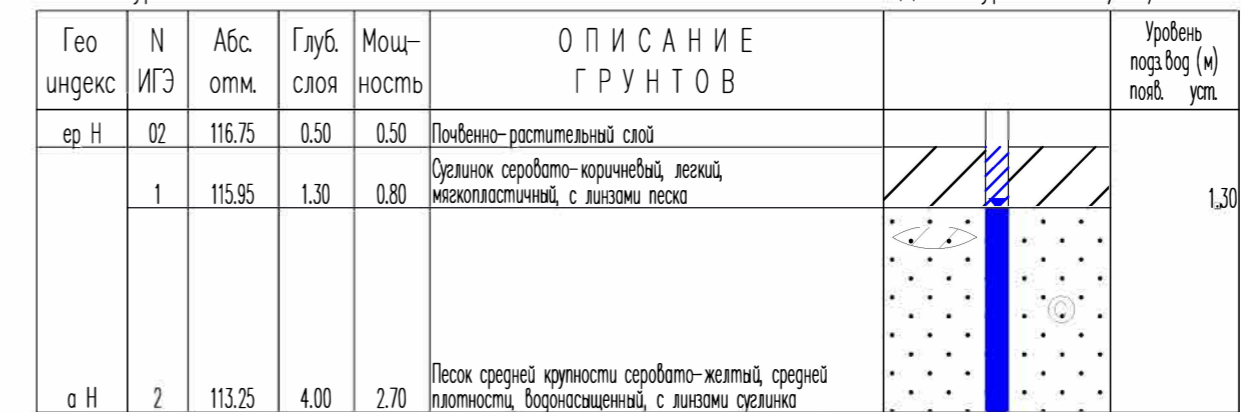 Гео индекс N ИГЭ Абс. отм. Глуб. слоя Мощ-ность ОПИСАНИЕ ГРУНТОВ Уровень подз вод (м) появ. уст.
ер Н 02 116.75 0.50 0.50 Почвенно-растительный слой
1 115.95 1.30 0.80 Суглинок серовато-коричневый, легкий,
мягкопластичный, с линзами песка
1.30
а Н 2 113.25 4.00 2.70 Песок средней крупности серовато-желтый, средней
плотности, водонасыщенный, с линзами суглинка
©